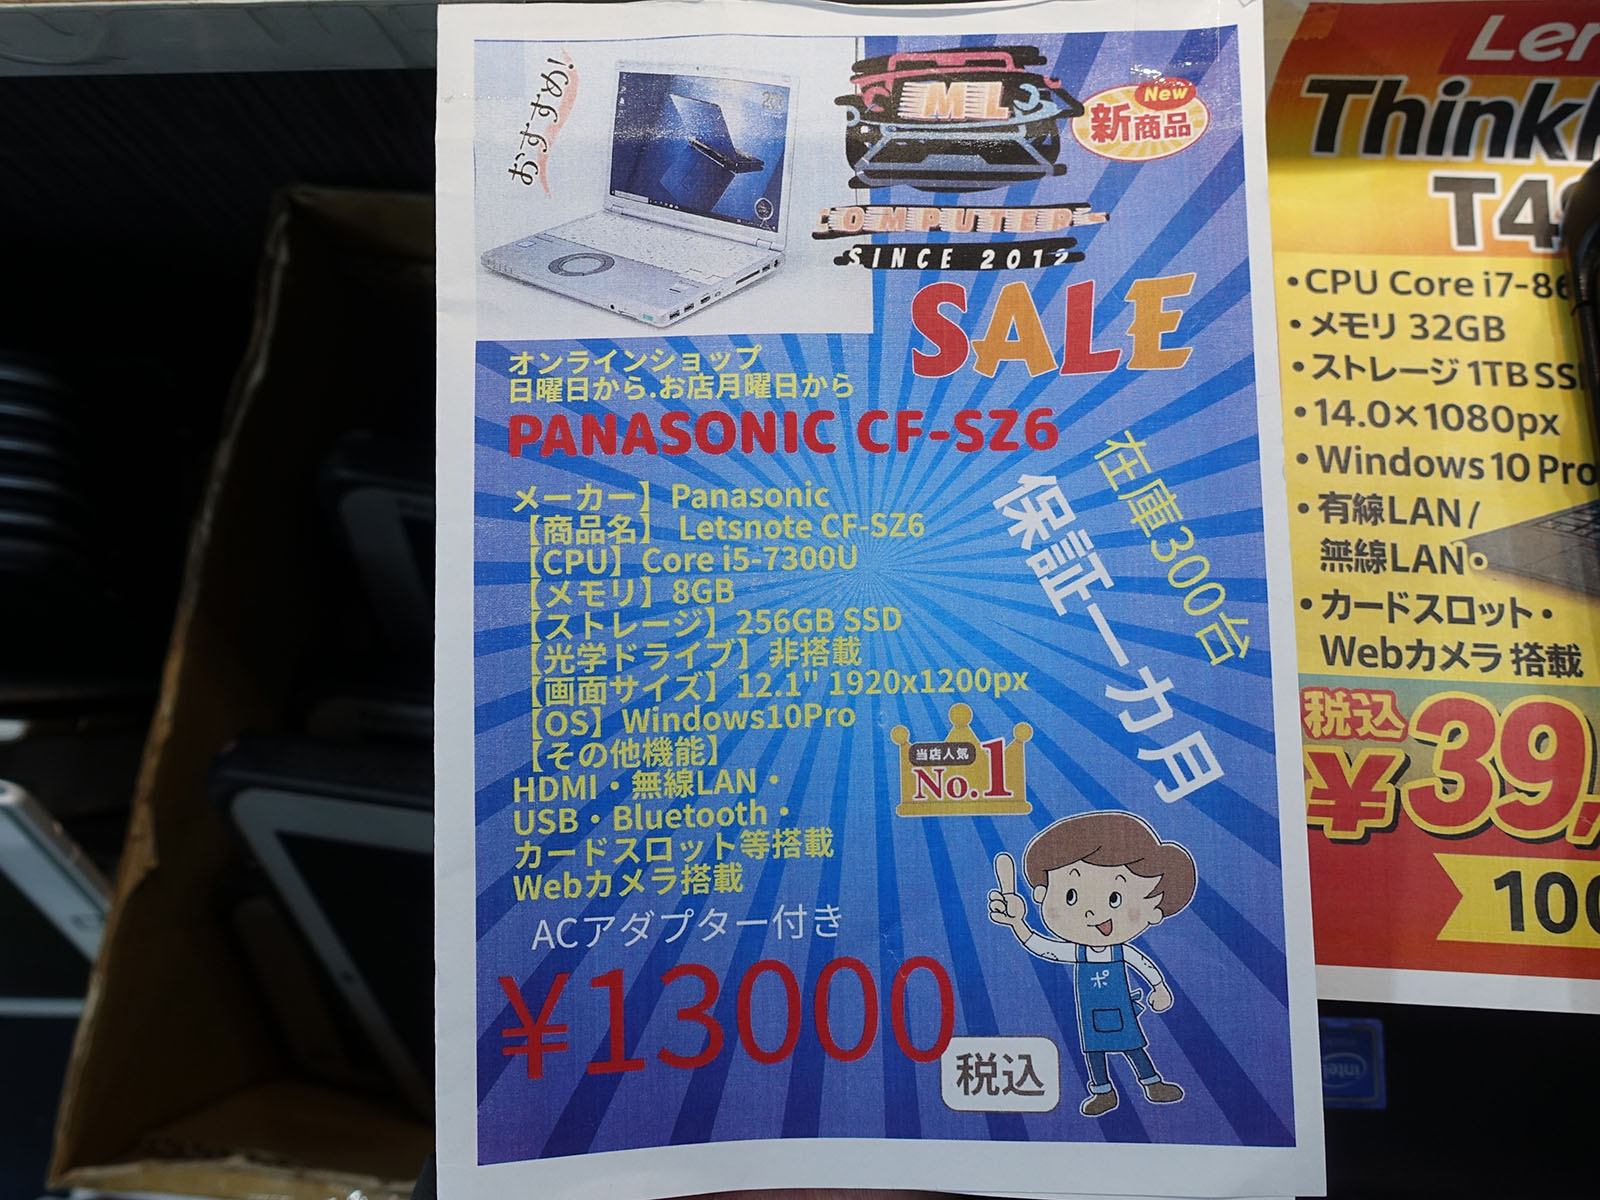 おすすめ!
ML
COMPUTER
SINCE 2012
New
新商品
SALE
オンラインショップ
日曜日から.お店月曜日から
PANASONIC CF-SZ6
在庫300台
保証一カ月
メーカー】Panasonic
【商品名】 Letsnote CF-SZ6
【CPU】Core i5-7300U
【メモリ】8GB
【ストレージ】256GB SSD
【光学ドライブ】非搭載
【画面サイズ】12.1" 1920x1200px
【OS】Windows10Pro
【その他機能】
HDMI・無線LAN・
USB・Bluetooth・
カードスロット等搭載
Webカメラ搭載
当店人気
No.1
ACアダプター付き
¥13000
税込
ポ
•CPU Core i7-86
•メモリ 32GB
•ストレージ 1TB SS
•14.0×1080px
•Windows 10 Pro
•有線LAN/
無線LAN・
•カードスロット・
Webカメラ 搭載
税込
¥39,
100
intel